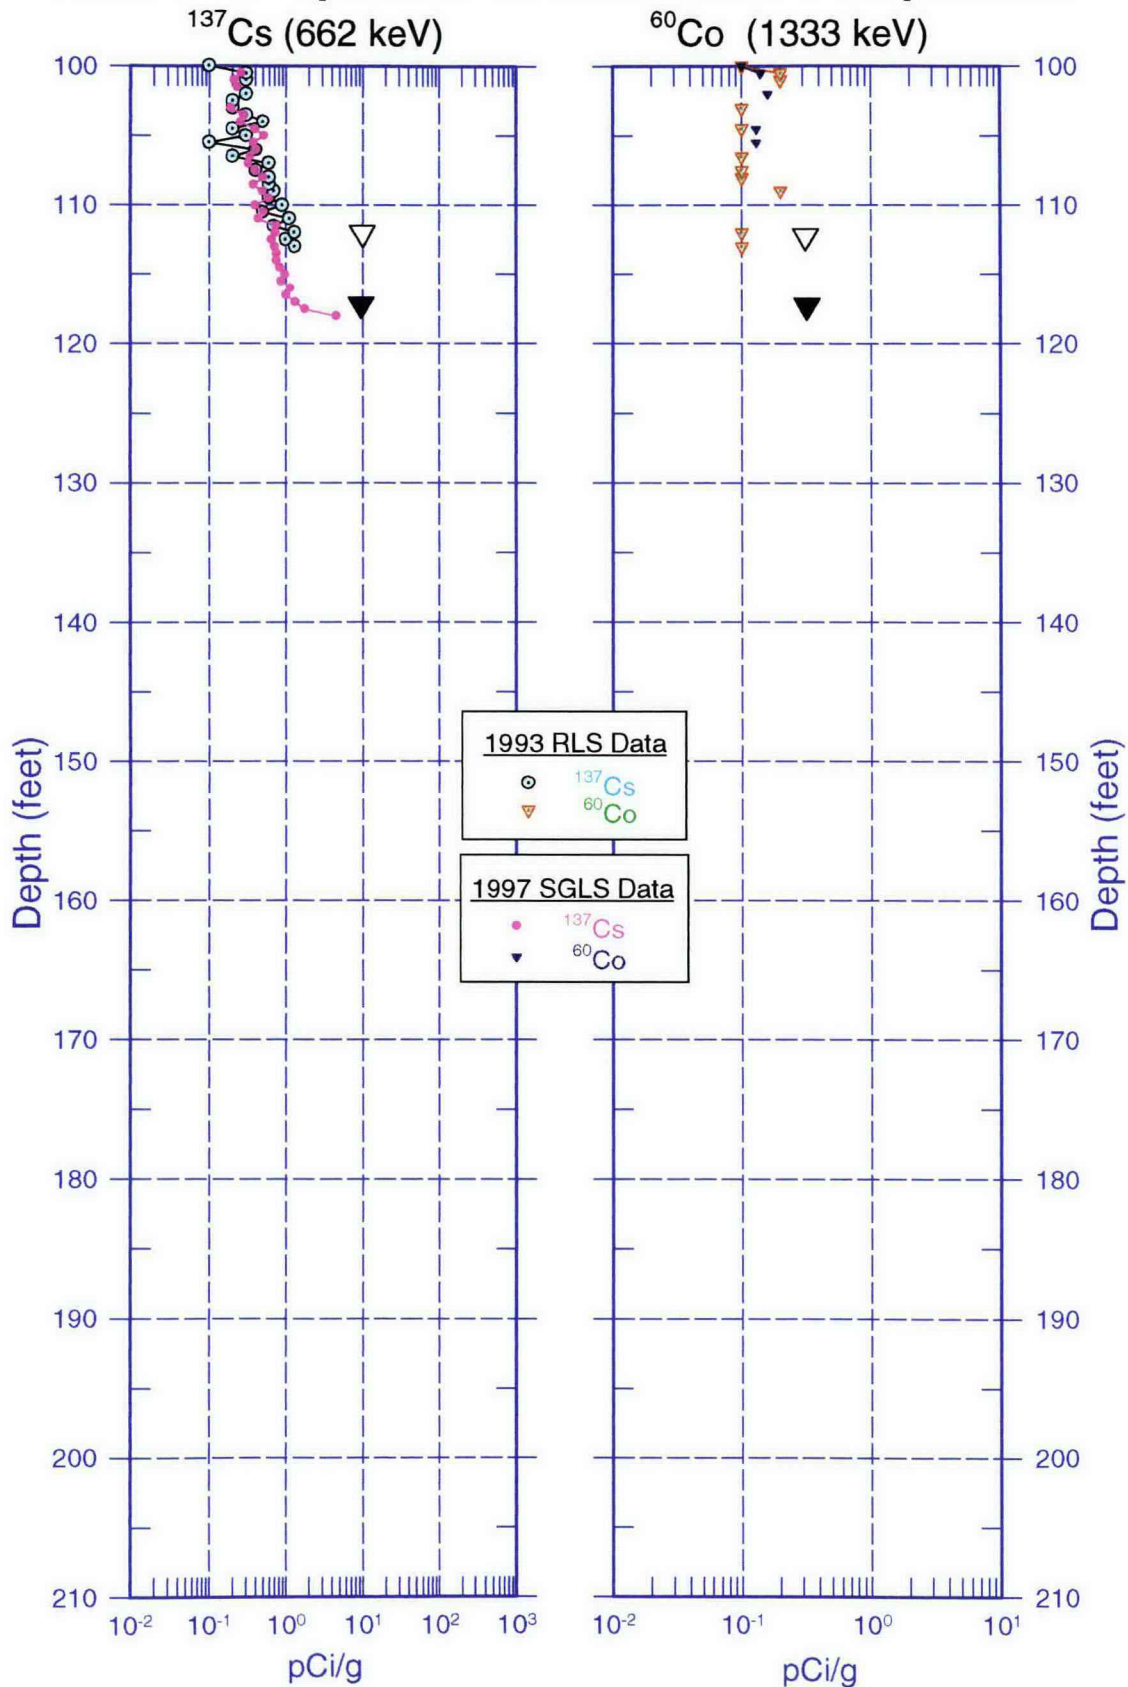 ¹³⁷Cs (662 keV)
⁶⁰Co (1333 keV)
100
110
120
130
140
150
160
170
180
190
200
210
Depth (feet)
10⁻² 10⁻¹ 10⁰ 10¹ 10² 10³
pCi/g
1993 RLS Data
¹³⁷Cs
⁶⁰Co
1997 SGLS Data
¹³⁷Cs
⁶⁰Co
10⁻² 10⁻¹ 10⁰ 10¹
pCi/g
100
110
120
130
140
150
160
170
180
190
200
210
Depth (feet)